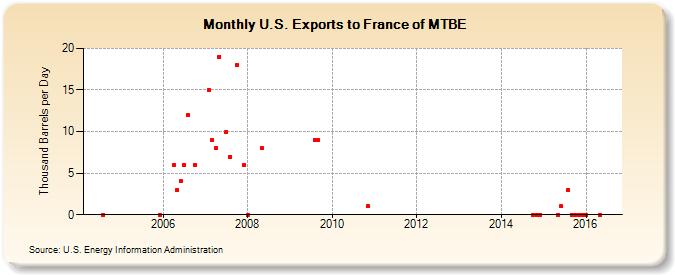 Monthly U.S. Exports to France of MTBE
Thousand Barrels per Day
20
15
10
5
0
2006 2008 2010 2012 2014 2016
Source: U.S. Energy Information Administration